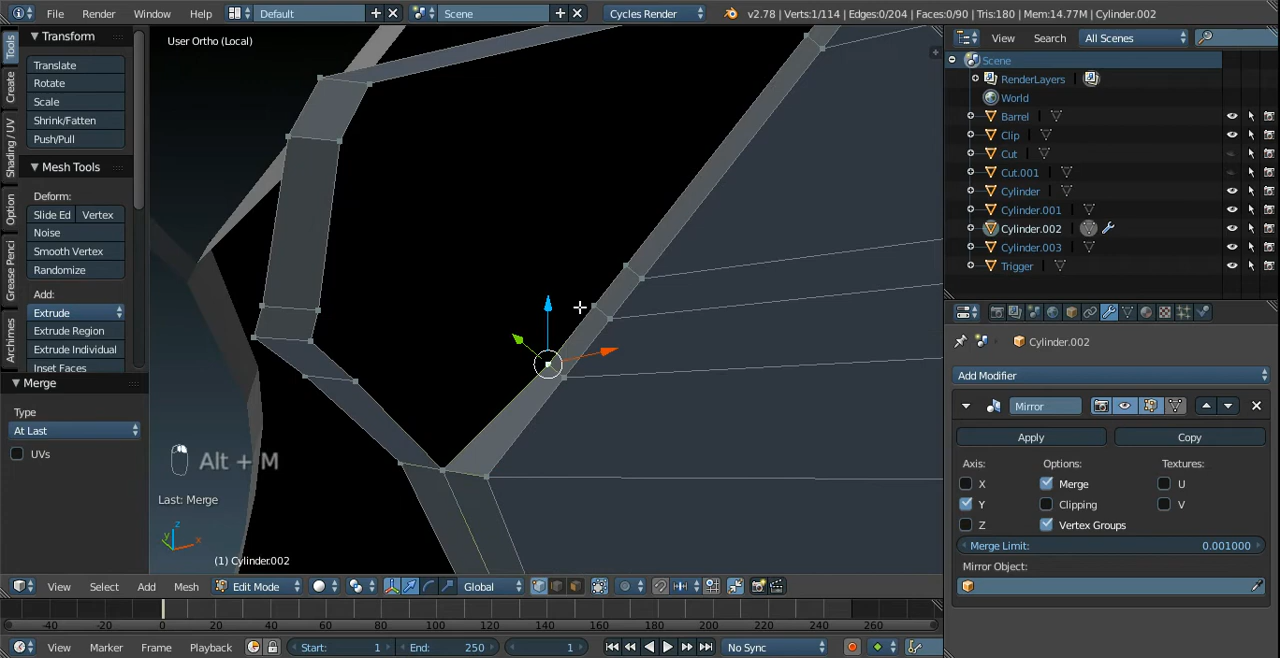 File Render Window Help Default Scene Cycles Render v2.78 | Verts:1/114 | Edges:0/204 | Faces:0/90 | Tris:180 | Mem:14.77M | Cylinder.002
Tools
Create
Shading / UV
Option
Grease Penci
Archimes
Transform
Translate
Rotate
Scale
Shrink/Fatten
Push/Pull
Mesh Tools
Deform:
Slide Ed Vertex
Noise
Smooth Vertex
Randomize
Add:
Extrude
Extrude Region
Extrude Individual
Inset Faces
Merge
Type
At Last
UVs
User Ortho (Local)
Alt + M
Last: Merge
z
y
x
(1) Cylinder.002
View Select Add Mesh Edit Mode Global
-40 -20 0 20 40 60 80 100 120 140 160 180 200 220 240 260
View Marker Frame Playback Start: 1 End: 250 1 No Sync
View Search All Scenes
Scene
RenderLayers
World
Barrel
Clip
Cut
Cut.001
Cylinder
Cylinder.001
Cylinder.002
Cylinder.003
Trigger
Cylinder.002
Add Modifier
Mirror
Apply Copy
Axis: Options: Textures:
X Merge U
Y Clipping V
Z Vertex Groups
Merge Limit: 0.001000
Mirror Object: